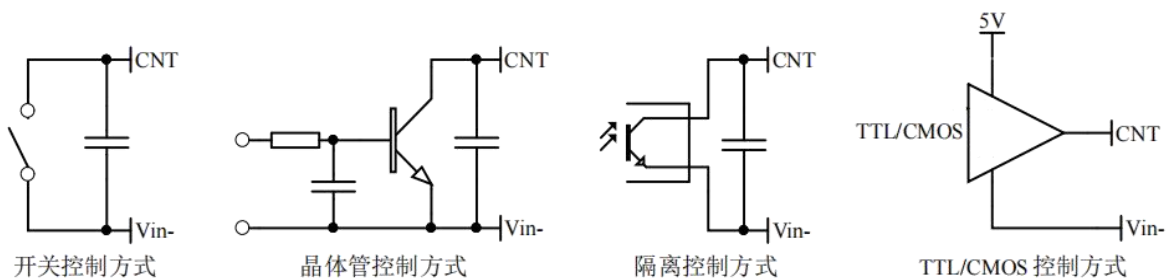 CNT
Vin-
开关控制方式
CNT
Vin-
晶体管控制方式
CNT
Vin-
隔离控制方式
5V
TTL/CMOS
CNT
Vin-
TTL/CMOS 控制方式